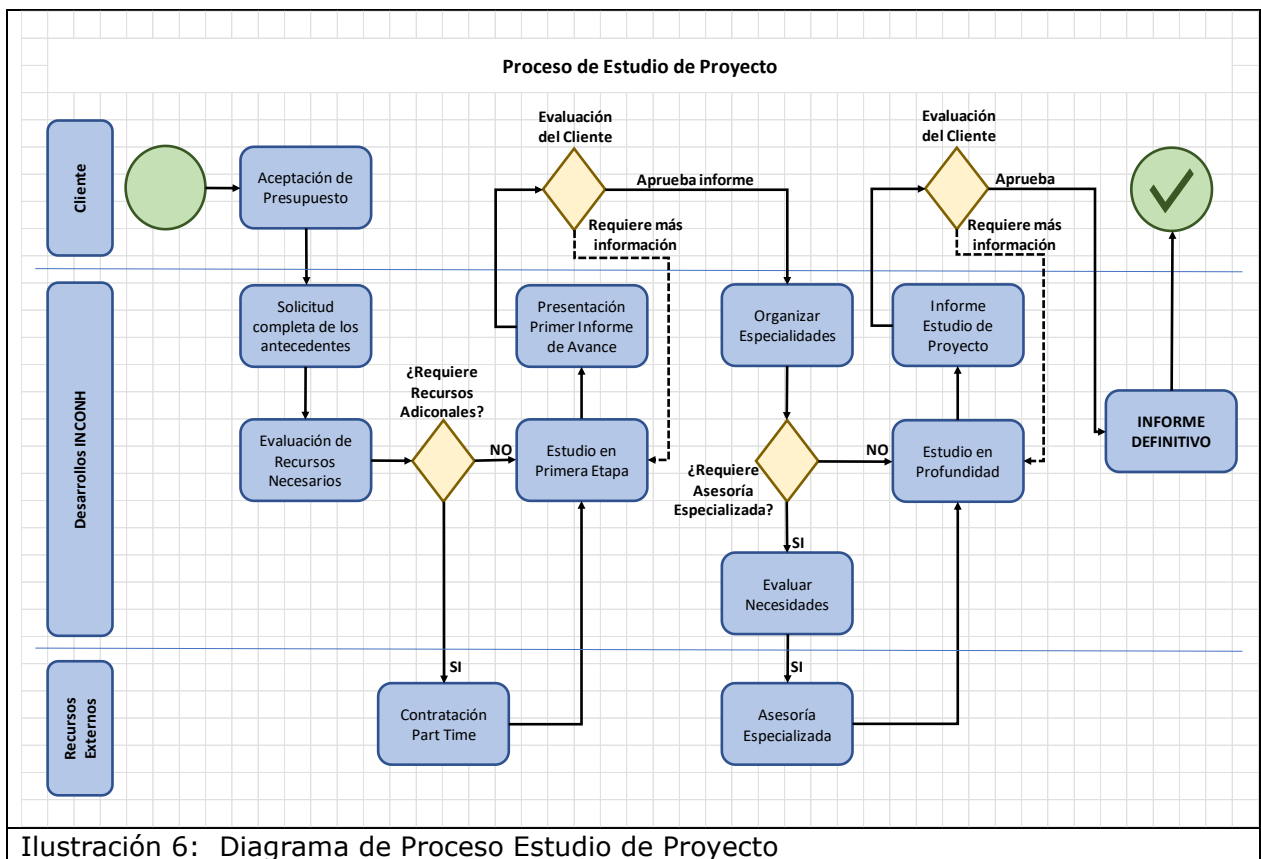 Proceso de Estudio de Proyecto
Cliente
Aceptación de
Presupuesto
Evaluación
del Cliente
Aprueba informe
Requiere más
información
Evaluación
del Cliente
Aprueba
Requiere más
información
Desarrollos INCONH
Solicitud
completa de los
antecedentes
Presentación
Primer Informe
de Avance
Organizar
Especialidades
Informe
Estudio de
Proyecto
¿Requiere
Recursos
Adiconales?
Evaluación de
Recursos
Necesarios
NO
Estudio en
Primera Etapa
¿Requiere
Asesoría
Especializada?
NO
Estudio en
Profundidad
INFORME
DEFINITIVO
SI
Evaluar
Necesidades
Recursos
Externos
SI
Contratación
Part Time
SI
Asesoría
Especializada
Ilustración 6: Diagrama de Proceso Estudio de Proyecto